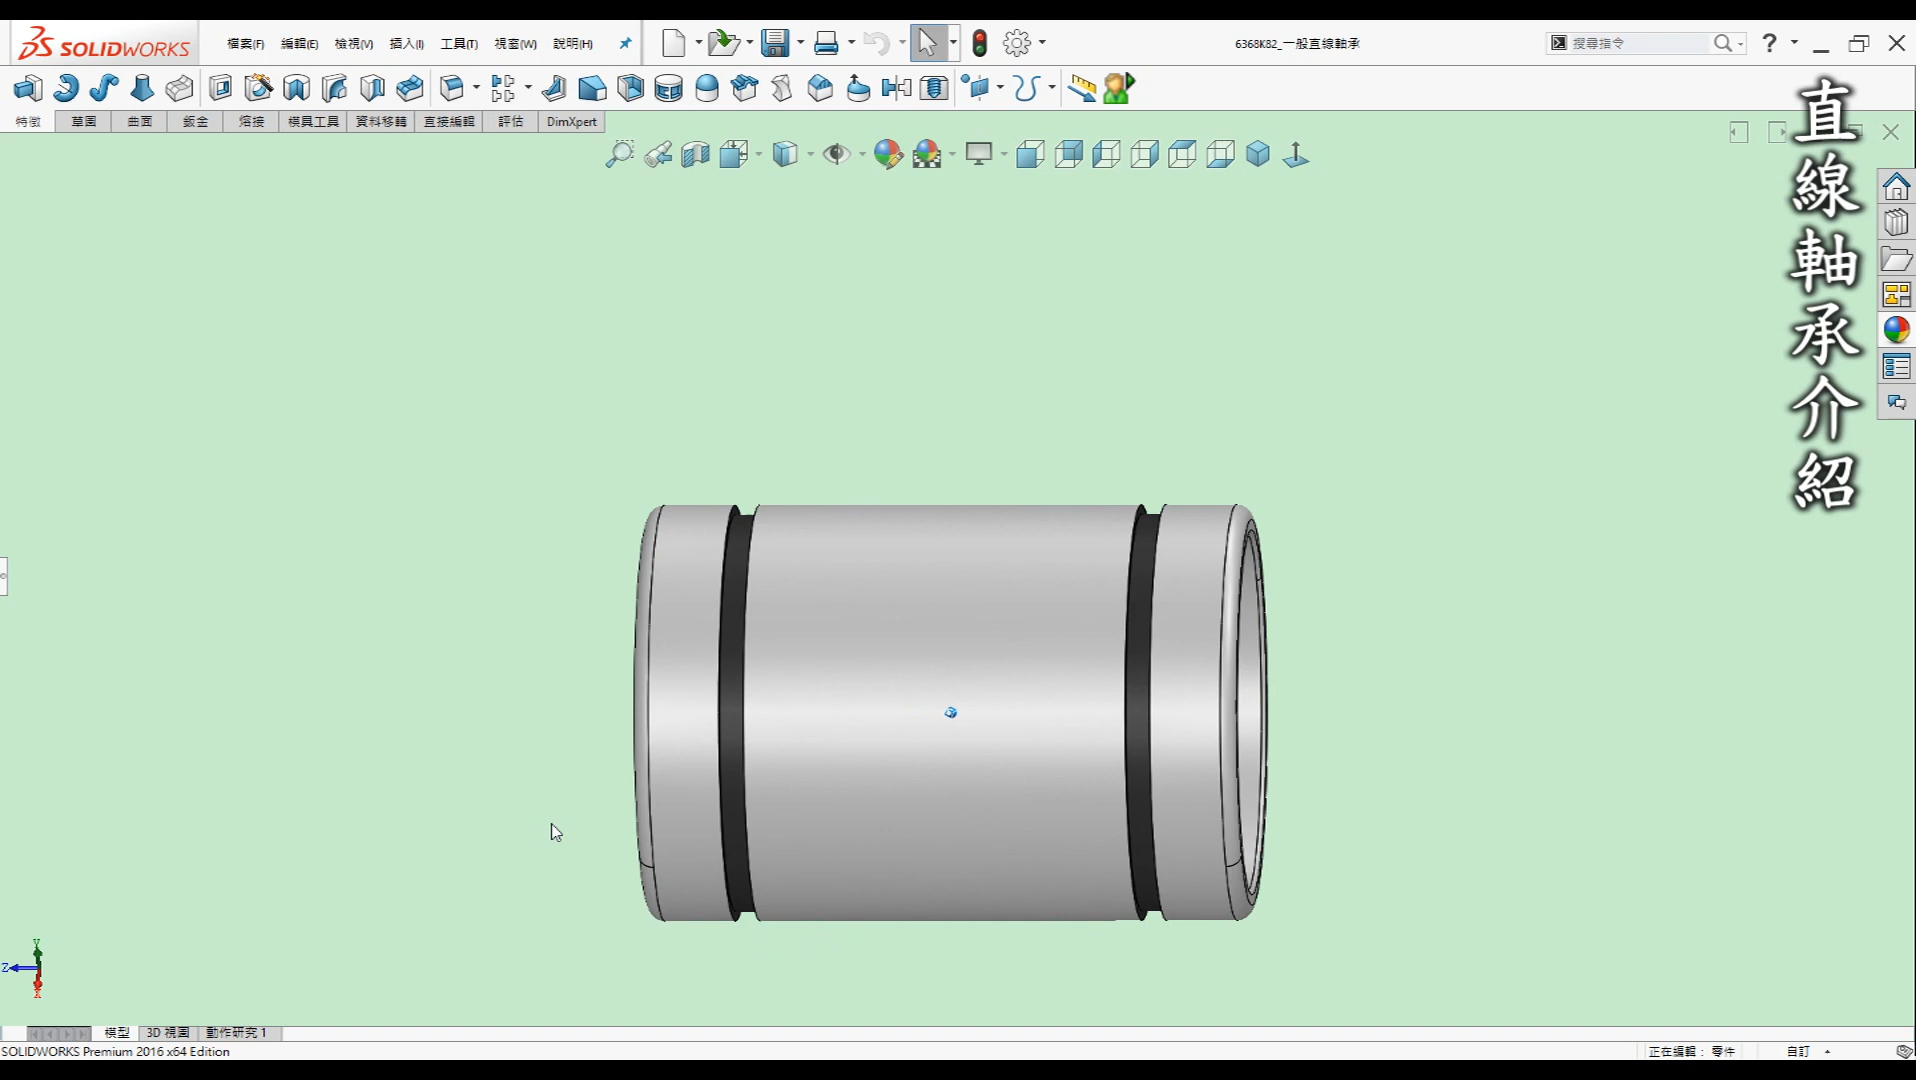 SOLIDWORKS
檔案(F) 編輯(E) 檢視(V) 插入(I) 工具(T) 視窗(W) 說明(H)
6368K82_一般直線軸承
搜尋指令
特徵 草圖 曲面 鈑金 熔接 模具工具 資料移轉 直接編輯 評估 DimXpert
直線軸承介紹
Y
Z
X
模型 3D 視圖 動作研究 1
SOLIDWORKS Premium 2016 x64 Edition
正在編輯： 零件
自訂